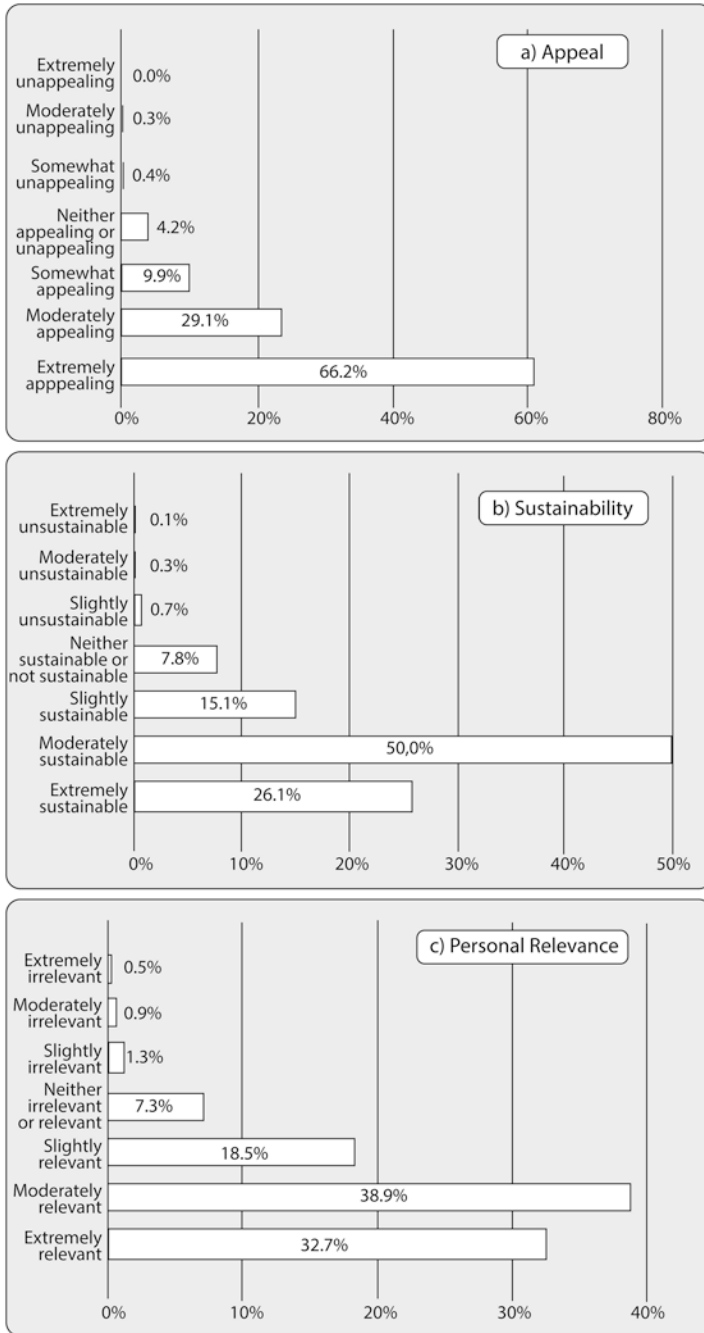 a) Appeal
Extremely
unappealing
0.0%
Moderately
unappealing
0.3%
Somewhat
unappealing
0.4%
Neither
appealing or
unappealing
4.2%
Somewhat
appealing
9.9%
Moderately
appealing
29.1%
Extremely
apppealing
66.2%
0% 20% 40% 60% 80%
b) Sustainability
Extremely
unsustainable
0.1%
Moderately
unsustainable
0.3%
Slightly
unsustainable
0.7%
Neither
sustainable or
not sustainable
7.8%
Slightly
sustainable
15.1%
Moderately
sustainable
50,0%
Extremely
sustainable
26.1%
0% 10% 20% 30% 40% 50%
c) Personal Relevance
Extremely
irrelevant
0.5%
Moderately
irrelevant
0.9%
Slightly
irrelevant
1.3%
Neither
irrelevant
or relevant
7.3%
Slightly
relevant
18.5%
Moderately
relevant
38.9%
Extremely
relevant
32.7%
0% 10% 20% 30% 40%